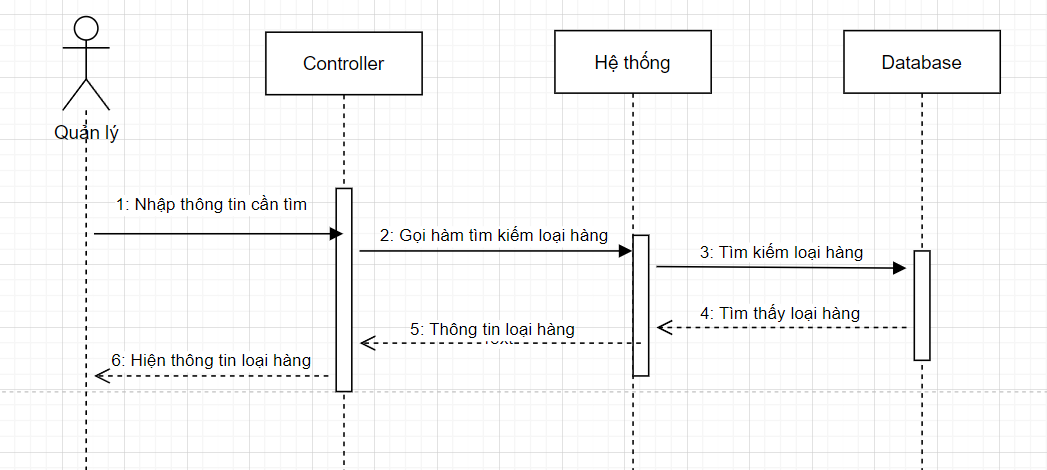 Controller
Hệ thống
Database
Quản lý
1: Nhập thông tin cần tìm
2: Gọi hàm tìm kiếm loại hàng
3: Tìm kiếm loại hàng
4: Tìm thấy loại hàng
5: Thông tin loại hàng
6: Hiện thông tin loại hàng